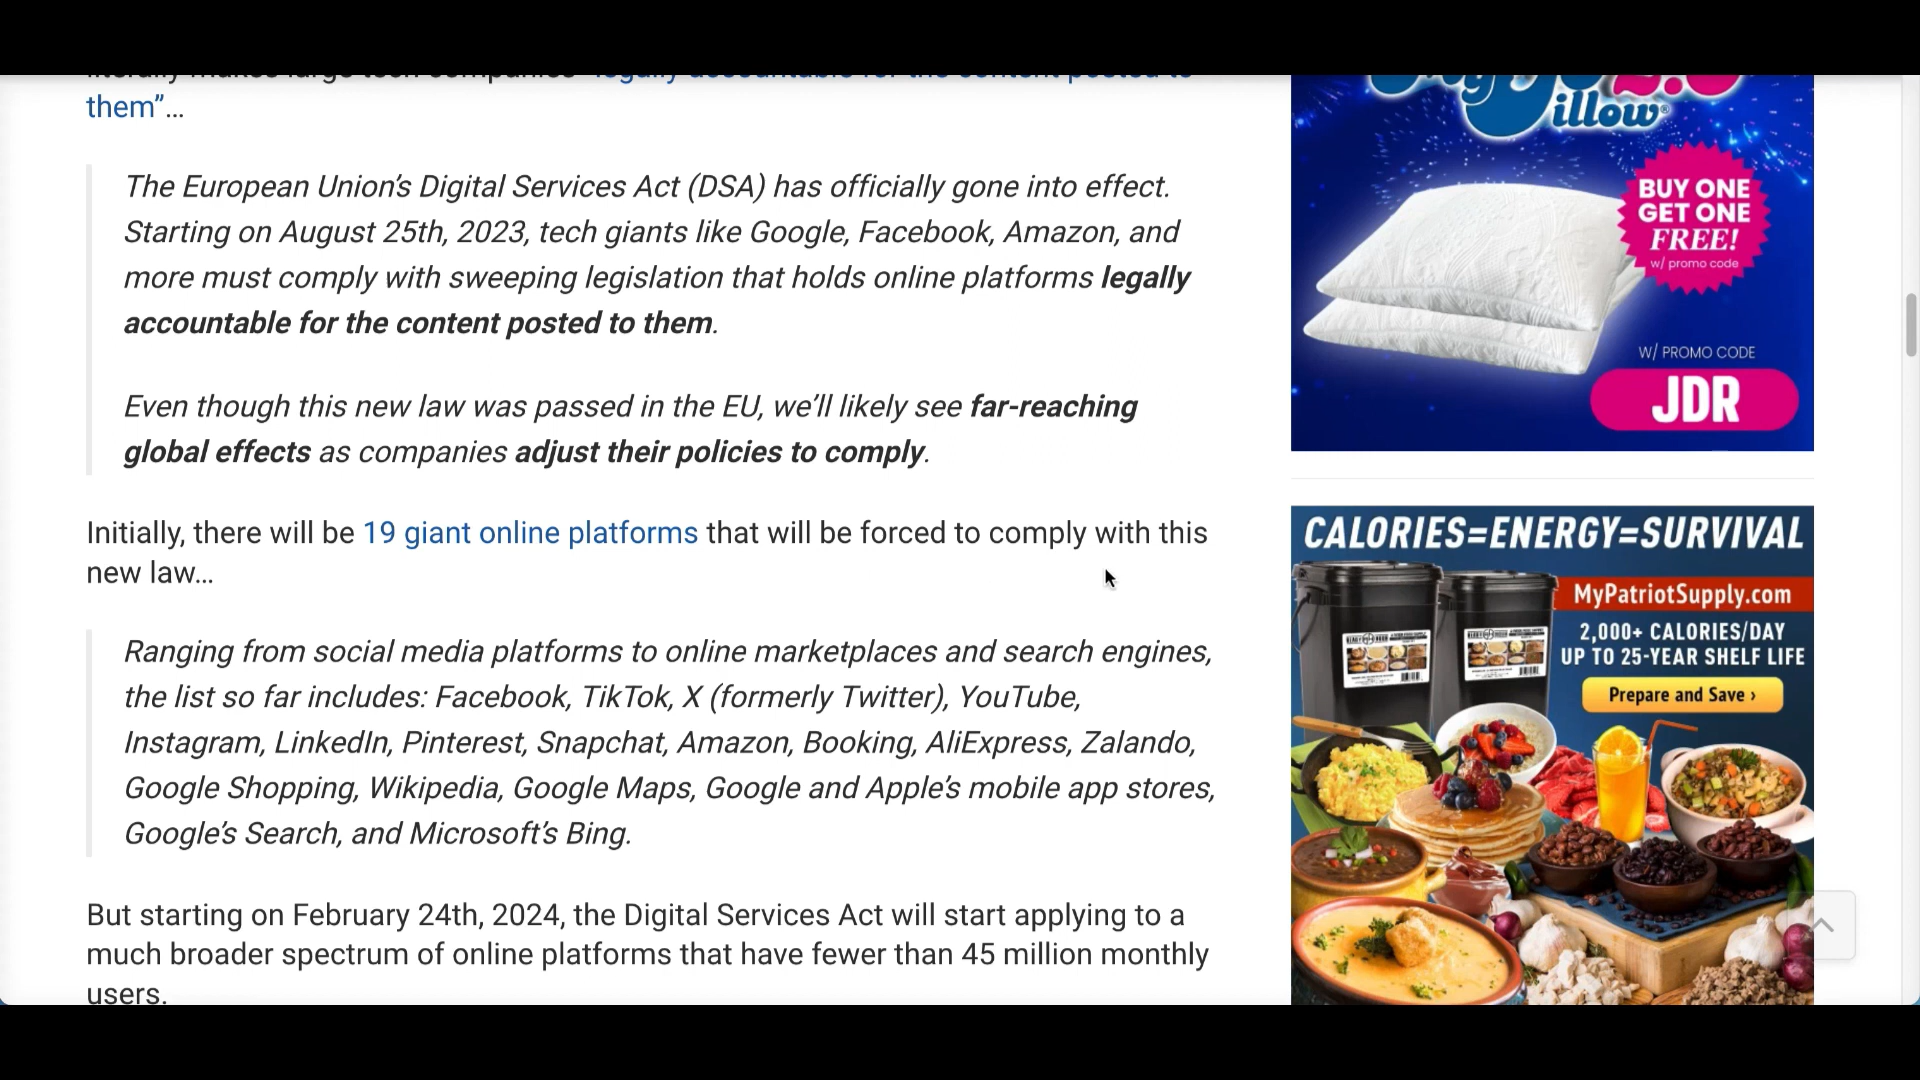 them”…
The European Union’s Digital Services Act (DSA) has officially gone into effect.
Starting on August 25th, 2023, tech giants like Google, Facebook, Amazon, and
more must comply with sweeping legislation that holds online platforms legally
accountable for the content posted to them.
Even though this new law was passed in the EU, we’ll likely see far-reaching
global effects as companies adjust their policies to comply.
Initially, there will be 19 giant online platforms that will be forced to comply with this
new law…
Ranging from social media platforms to online marketplaces and search engines,
the list so far includes: Facebook, TikTok, X (formerly Twitter), YouTube,
Instagram, LinkedIn, Pinterest, Snapchat, Amazon, Booking, AliExpress, Zalando,
Google Shopping, Wikipedia, Google Maps, Google and Apple’s mobile app stores,
Google’s Search, and Microsoft’s Bing.
But starting on February 24th, 2024, the Digital Services Act will start applying to a
much broader spectrum of online platforms that have fewer than 45 million monthly
users.
illow®
BUY ONE
GET ONE
FREE!
w/ promo code
W/ PROMO CODE
JDR
CALORIES=ENERGY=SURVIVAL
MyPatriotSupply.com
2,000+ CALORIES/DAY
UP TO 25-YEAR SHELF LIFE
Prepare and Save ›